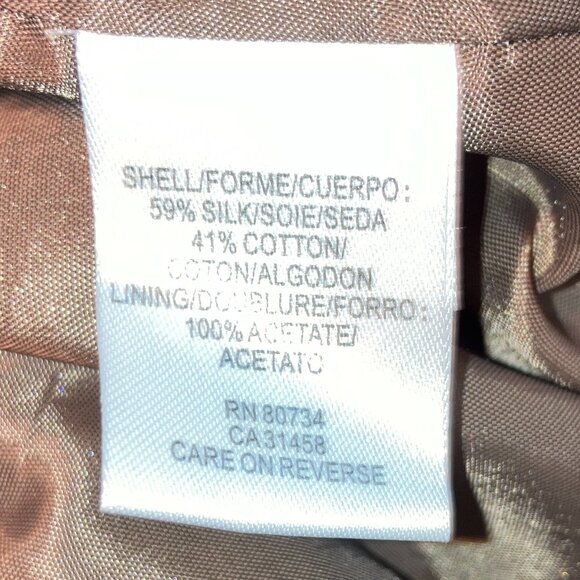 SHELL/FORME/CUERPO:
59% SILK/SOIE/SEDA
41% COTTON/
COTON/ALGODON
LINING/DOUBLURE/FORRO:
100% ACETATE/
ACETATO
RN 80734
CA 31458
CARE ON REVERSE